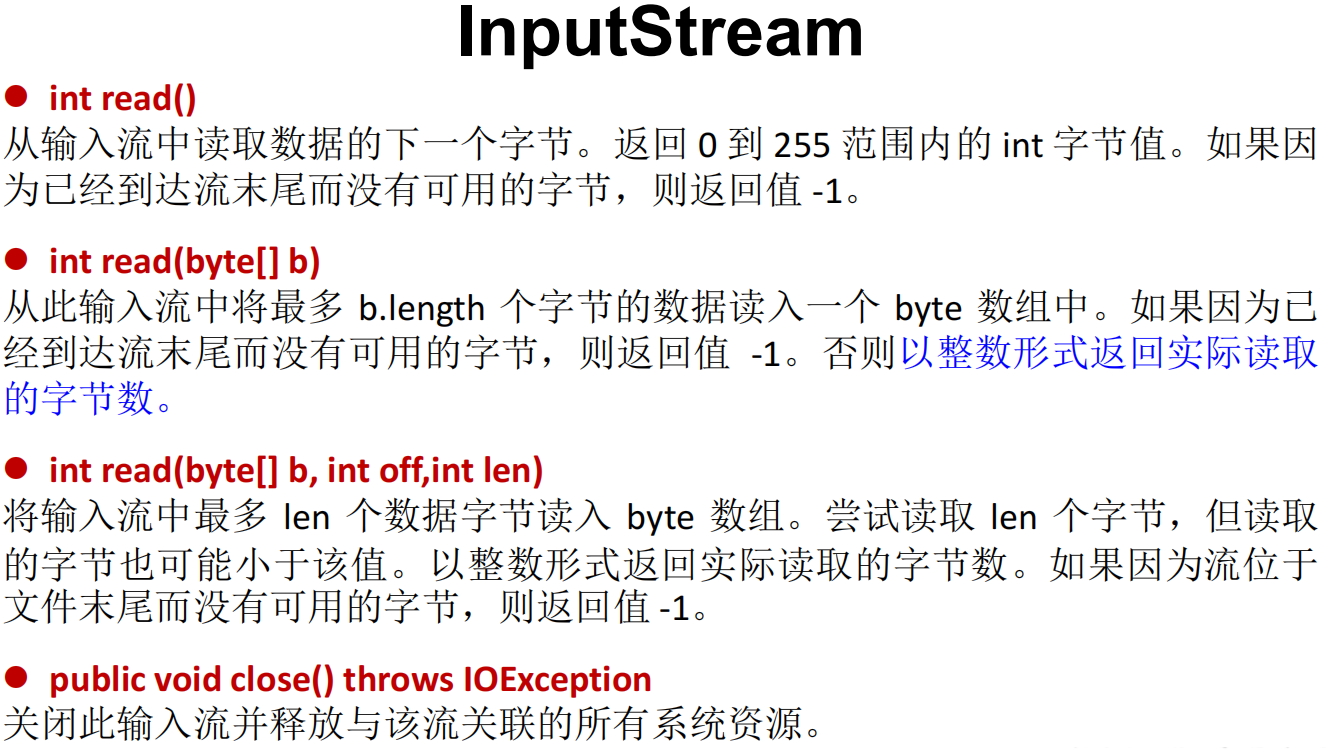 InputStream
● int read()
从输入流中读取数据的下一个字节。返回 0 到 255 范围内的 int 字节值。如果因
为已经到达流末尾而没有可用的字节，则返回值 -1。
● int read(byte[] b)
从此输入流中将最多 b.length 个字节的数据读入一个 byte 数组中。如果因为已
经到达流末尾而没有可用的字节，则返回值 -1。否则以整数形式返回实际读取
的字节数。
● int read(byte[] b, int off,int len)
将输入流中最多 len 个数据字节读入 byte 数组。尝试读取 len 个字节，但读取
的字节也可能小于该值。以整数形式返回实际读取的字节数。如果因为流位于
文件末尾而没有可用的字节，则返回值 -1。
● public void close() throws IOException
关闭此输入流并释放与该流关联的所有系统资源。